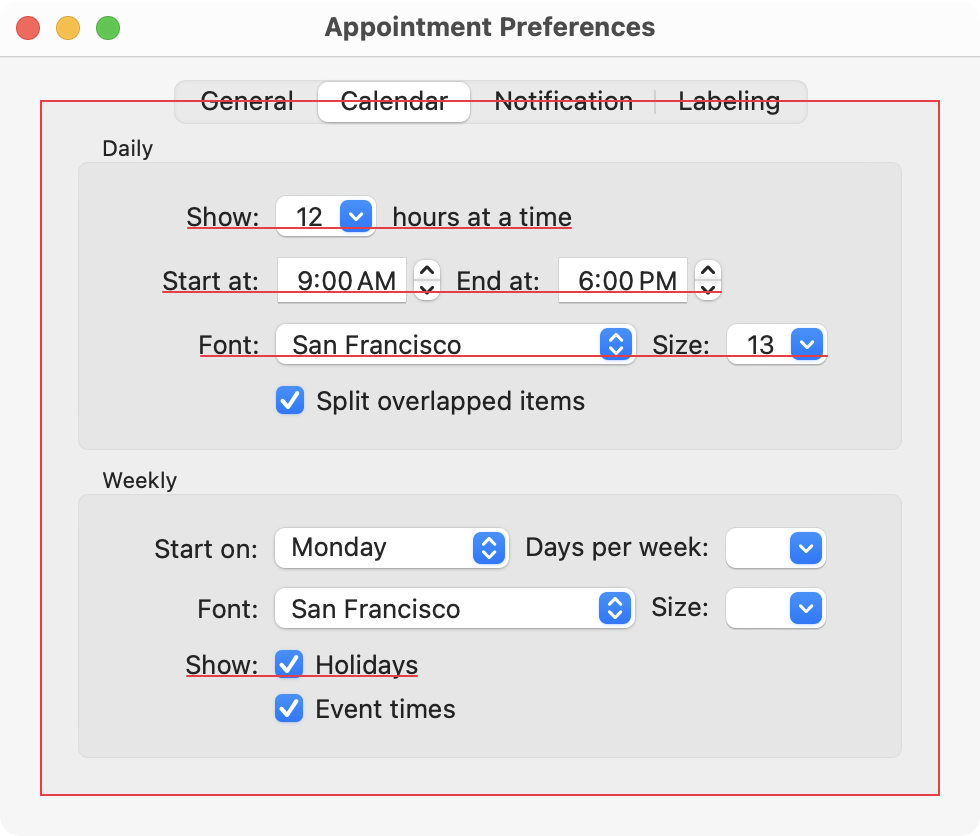 Appointment Preferences
General Calendar Notification Labeling
Daily
Show: 12 hours at a time
Start at: 9:00 AM End at: 6:00 PM
Font: San Francisco Size: 13
Split overlapped items
Weekly
Start on: Monday Days per week:
Font: San Francisco Size:
Show: Holidays
Event times